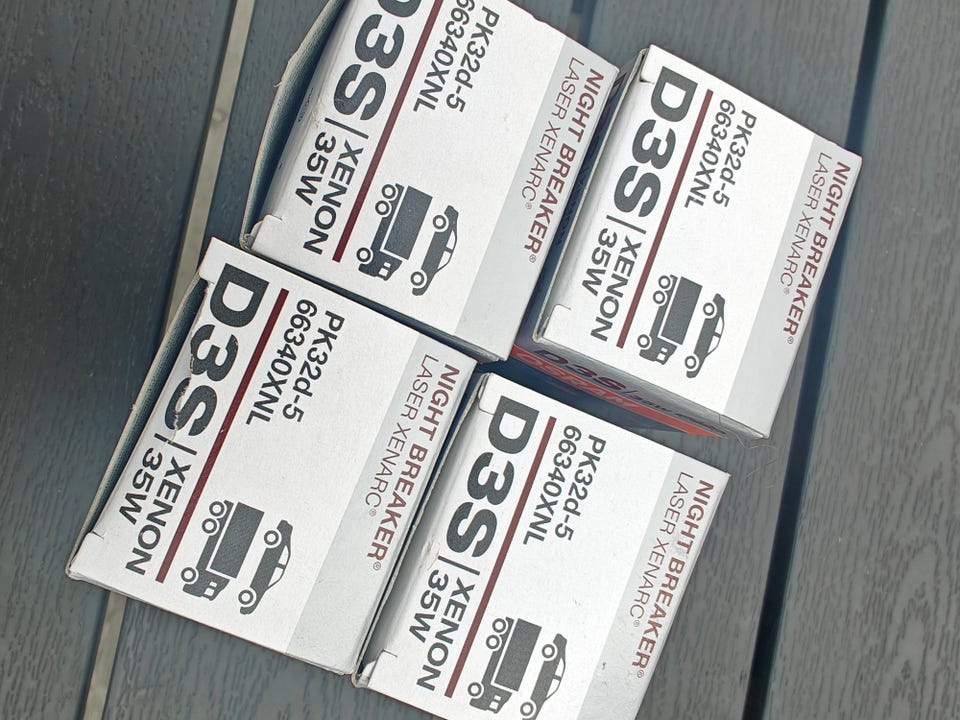 NIGHT BREAKER®
LASER XENARC®
PK32d-5
66340XNL
D3S | XENON
35W
NIGHT BREAKER®
LASER XENARC®
PK32d-5
66340XNL
D3S | XENON
35W
D3S
NIGHT BREAKER®
LASER XENARC®
PK32d-5
66340XNL
D3S | XENON
35W
NIGHT BREAKER®
LASER XENARC®
PK32d-5
66340XNL
D3S | XENON
35W